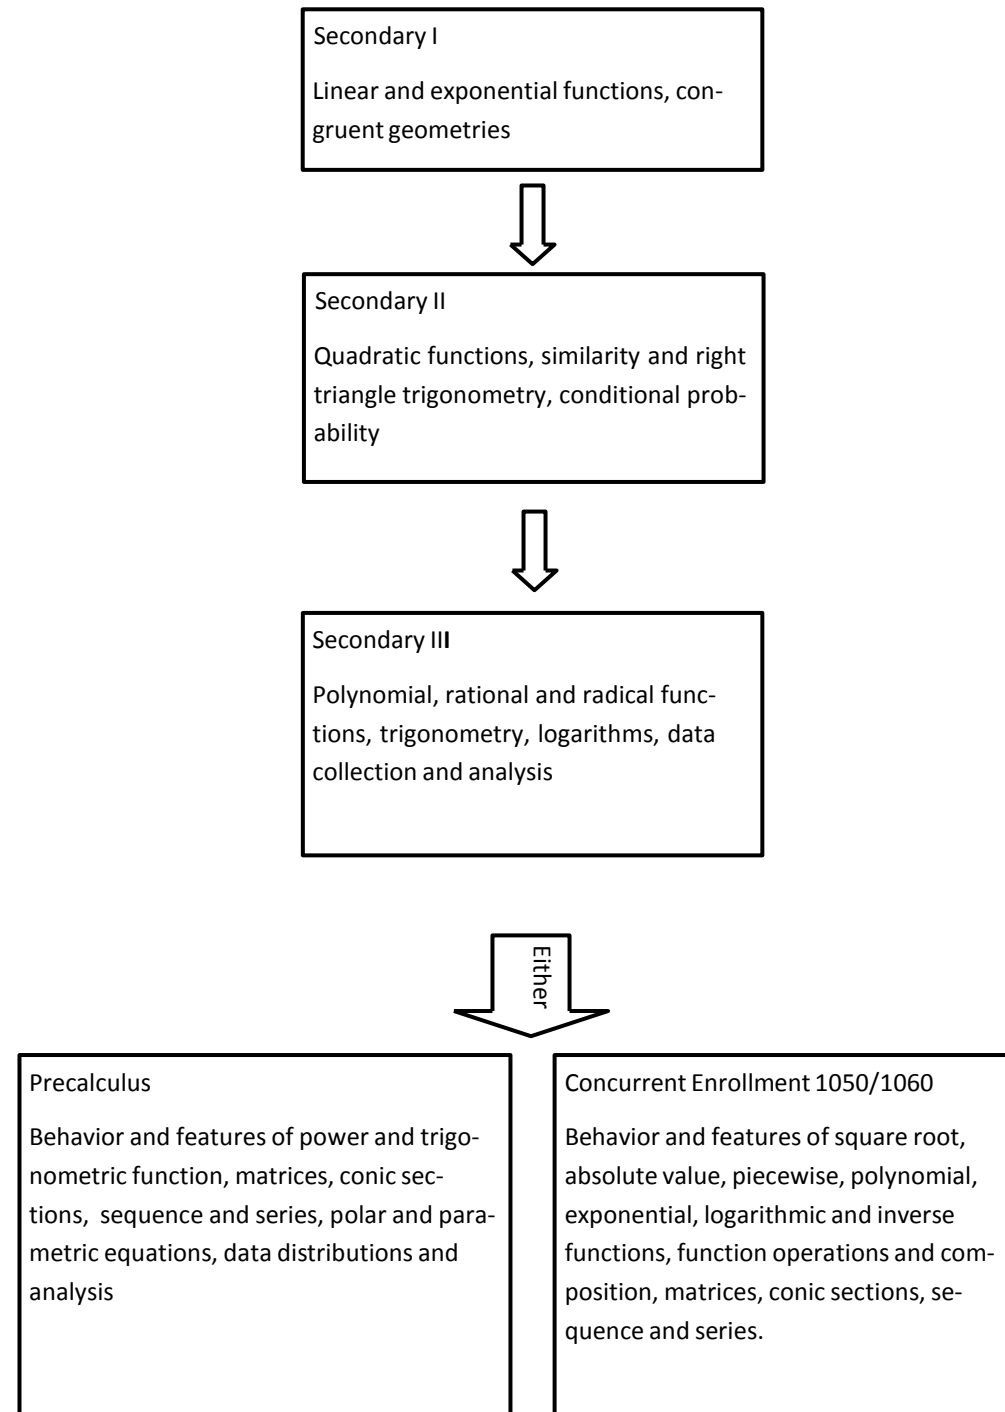 Secondary I
Linear and exponential functions, con-
gruent geometries
Secondary II
Quadratic functions, similarity and right
triangle trigonometry, conditional prob-
ability
Secondary III
Polynomial, rational and radical func-
tions, trigonometry, logarithms, data
collection and analysis
Either
Precalculus
Behavior and features of power and trigo-
nometric function, matrices, conic sec-
tions, sequence and series, polar and para-
metric equations, data distributions and
analysis
Concurrent Enrollment 1050/1060
Behavior and features of square root,
absolute value, piecewise, polynomial,
exponential, logarithmic and inverse
functions, function operations and com-
position, matrices, conic sections, se-
quence and series.